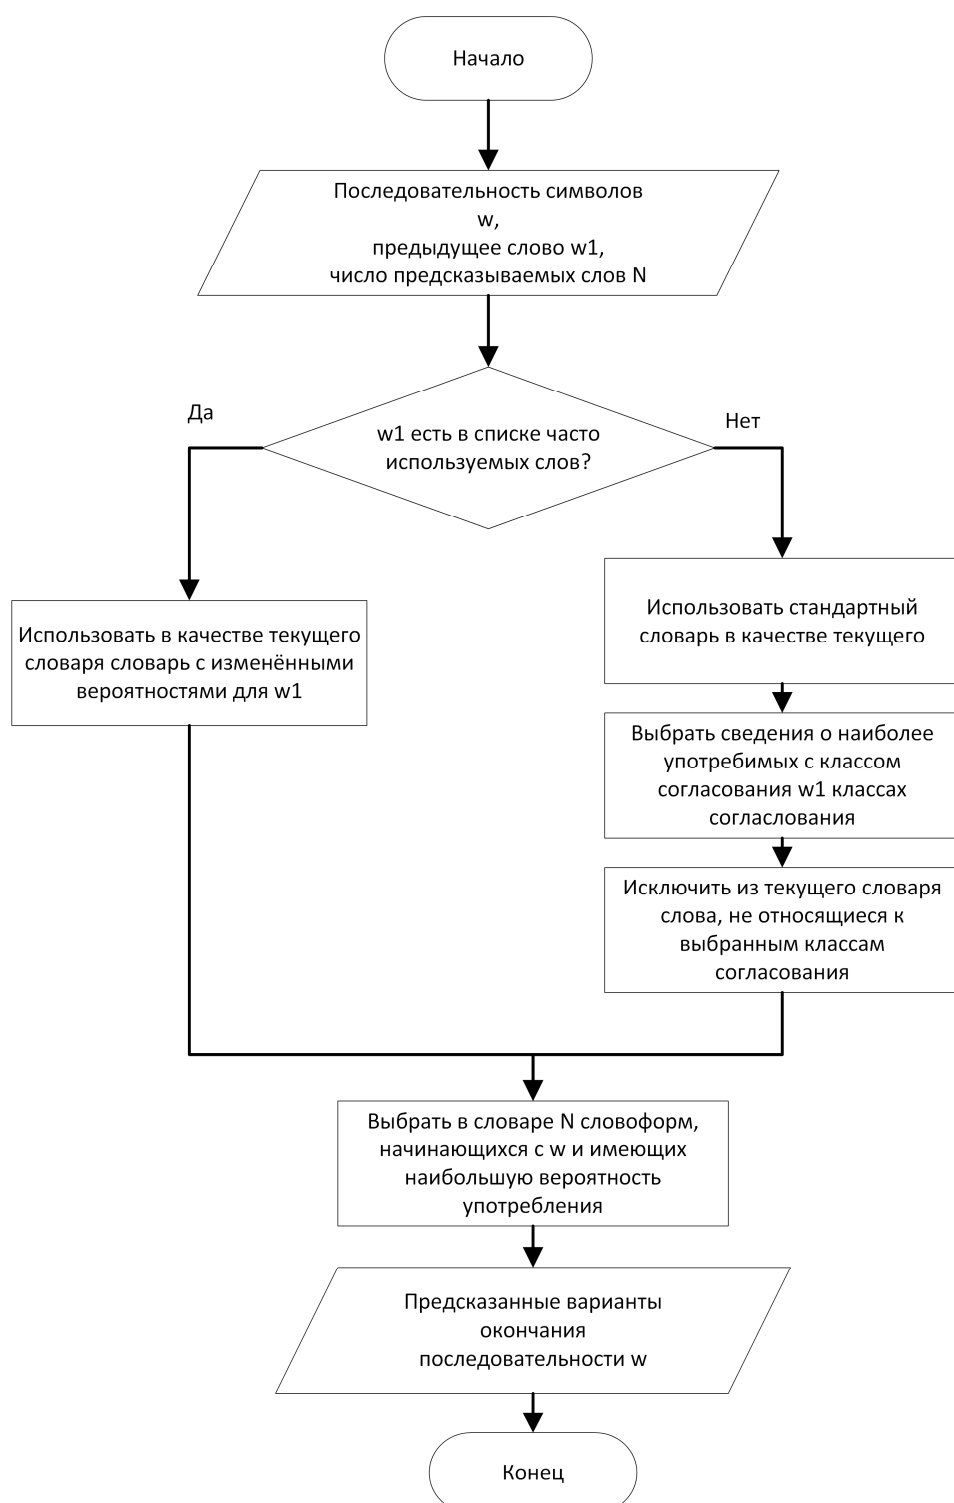 Начало
Последовательность символов
w,
предыдущее слово w1,
число предсказываемых слов N
Да
Нет
w1 есть в списке часто
используемых слов?
Использовать стандартный
словарь в качестве текущего
Использовать в качестве текущего
словаря словарь с изменёнными
вероятностями для w1
Выбрать сведения о наиболее
употребимых с классом
согласования w1 классах
согласлования
Исключить из текущего словаря
слова, не относящиеся к
выбранным классам
согласования
Выбрать в словаре N словоформ,
начинающихся с w и имеющих
наибольшую вероятность
употребления
Предсказанные варианты
окончания
последовательности w
Конец